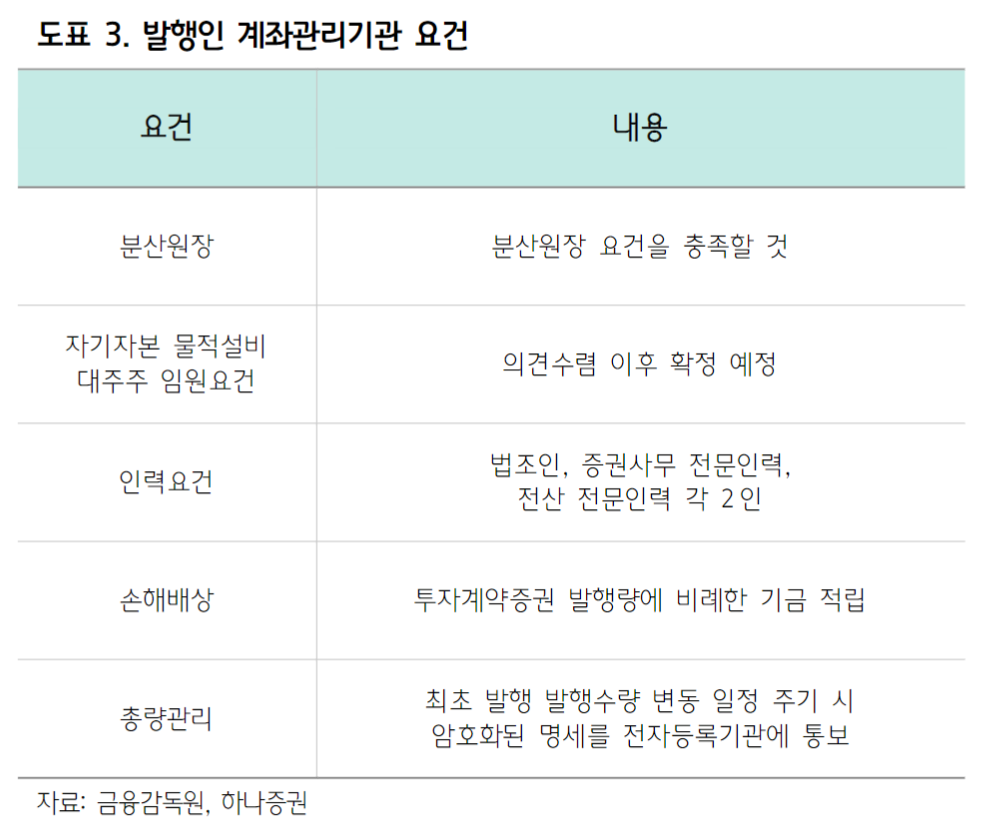 도표 3. 발행인 계좌관리기관 요건
요건
내용
분산원장
분산원장 요건을 충족할 것
자기자본 물적설비
대주주 임원요건
의견수렴 이후 확정 예정
인력요건
법조인, 증권사무 전문인력,
전산 전문인력 각 2인
손해배상
투자계약증권 발행량에 비례한 기금 적립
총량관리
최초 발행 발행수량 변동 일정 주기 시
암호화된 명세를 전자등록기관에 통보
자료: 금융감독원, 하나증권